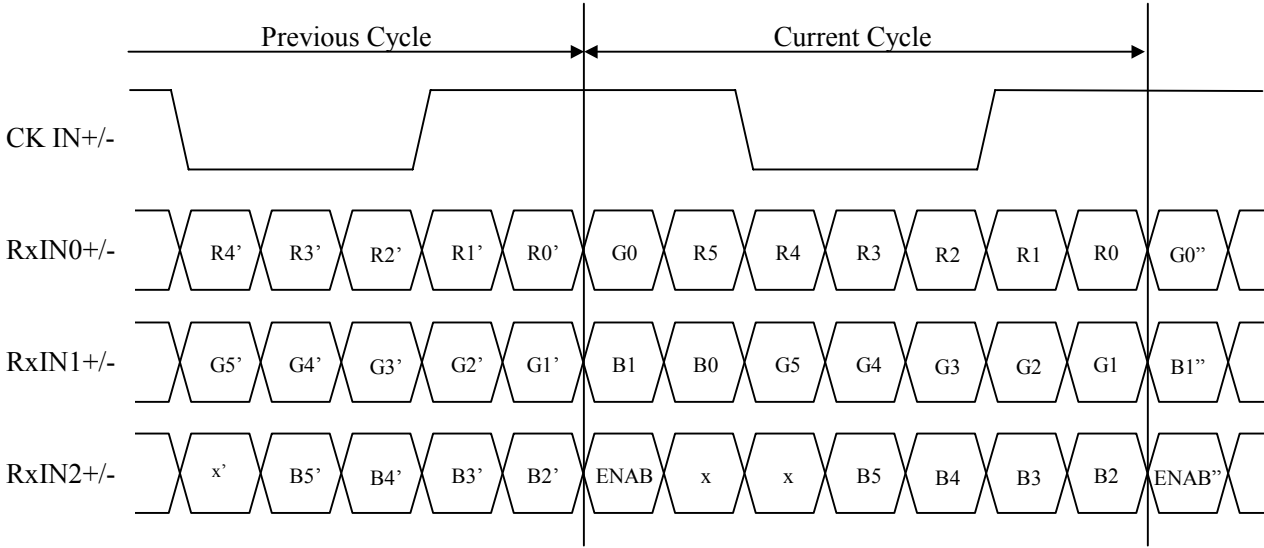 Previous Cycle Current Cycle
CK IN+/-
RxIN0+/- R4’ R3’ R2’ R1’ R0’ G0 R5 R4 R3 R2 R1 R0 G0”
RxIN1+/- G5’ G4’ G3’ G2’ G1’ B1 B0 G5 G4 G3 G2 G1 B1”
RxIN2+/- x’ B5’ B4’ B3’ B2’ ENAB x x B5 B4 B3 B2 ENAB”